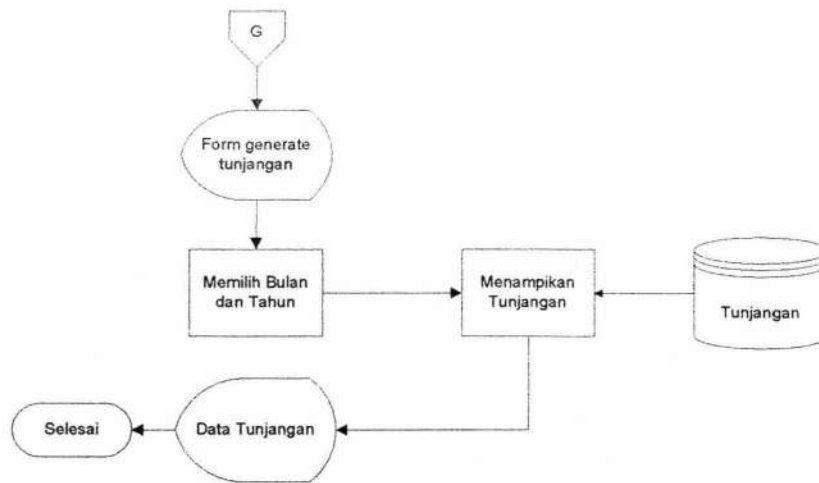 G
Form generate
tunjangan
Memilih Bulan
dan Tahun
Menampikan
Tunjangan
Tunjangan
Selesai
Data Tunjangan